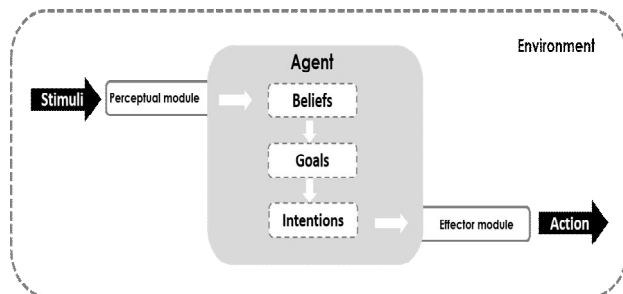 Environment
Agent
Stimuli
Perceptual module
Beliefs
Goals
Intentions
Effector module
Action